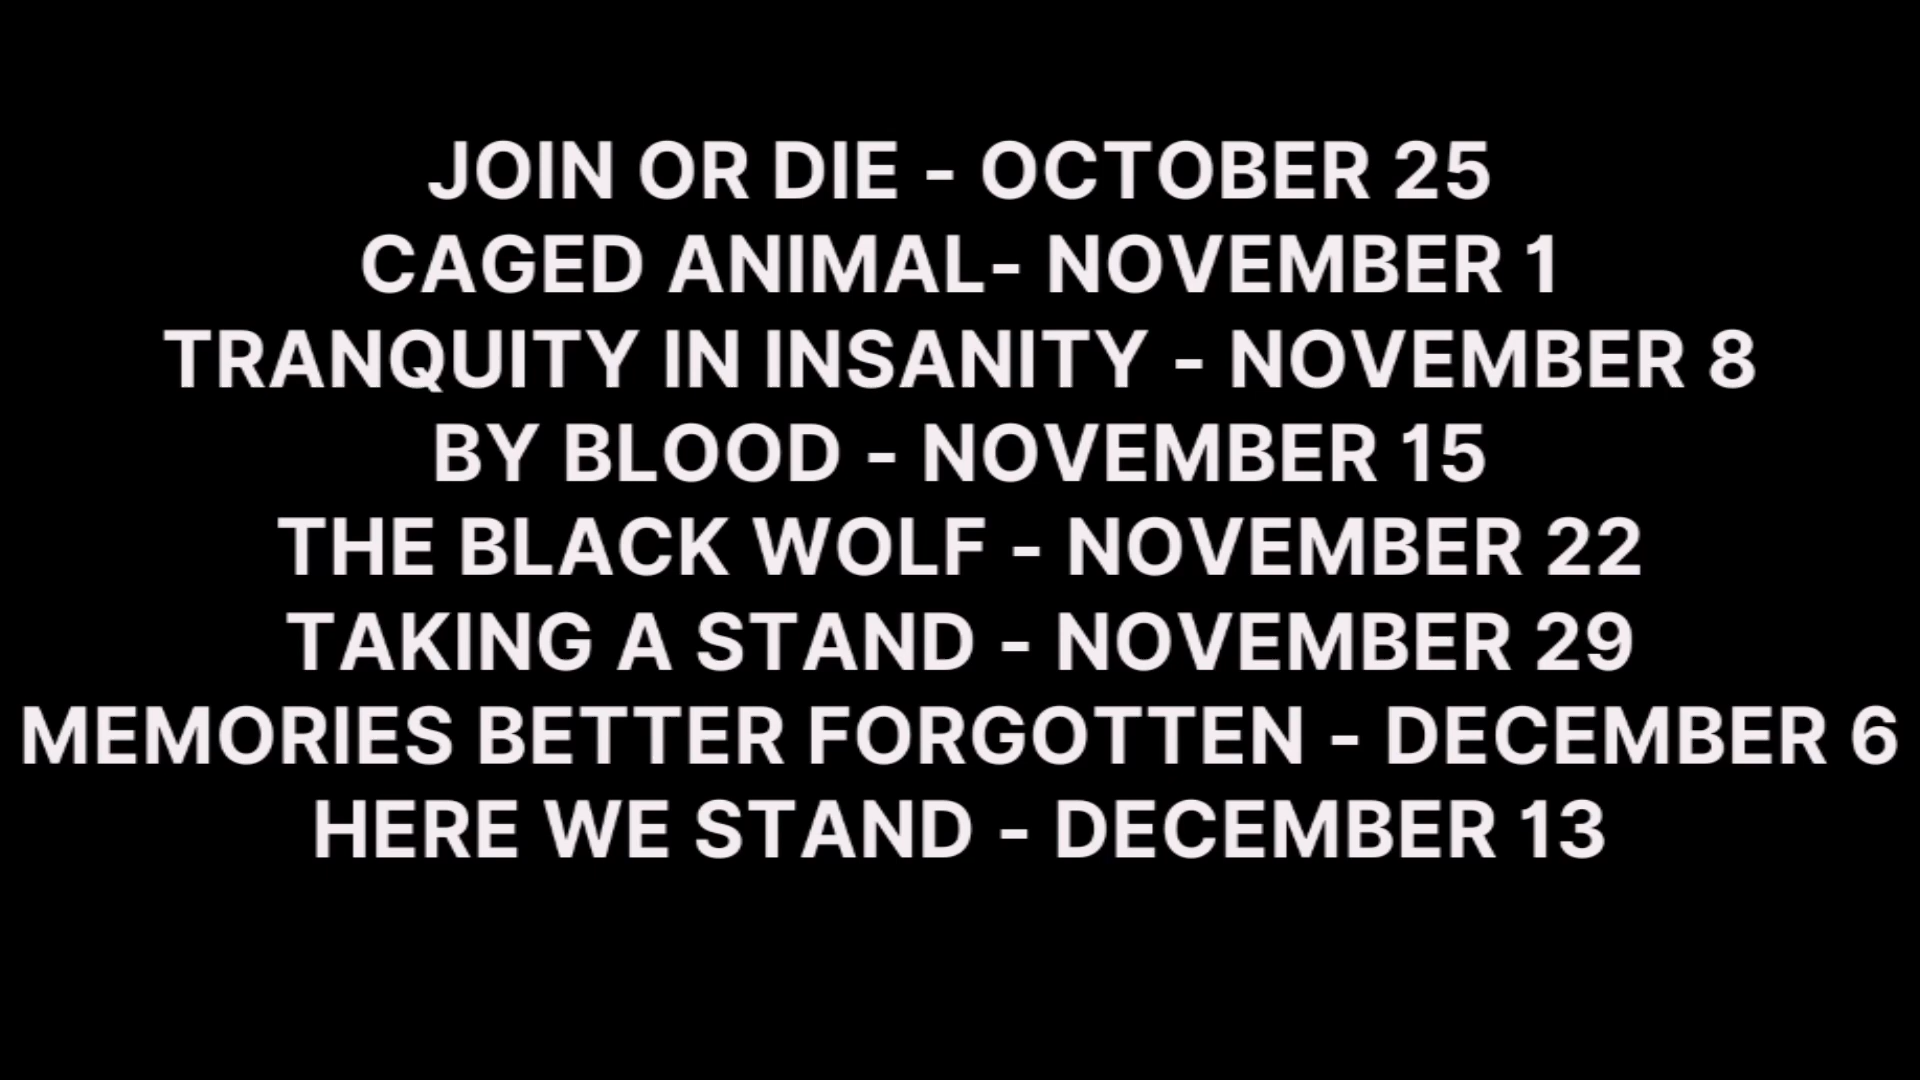 JOIN OR DIE - OCTOBER 25
CAGED ANIMAL- NOVEMBER 1
TRANQUITY IN INSANITY - NOVEMBER 8
BY BLOOD - NOVEMBER 15
THE BLACK WOLF - NOVEMBER 22
TAKING A STAND - NOVEMBER 29
MEMORIES BETTER FORGOTTEN - DECEMBER 6
HERE WE STAND - DECEMBER 13